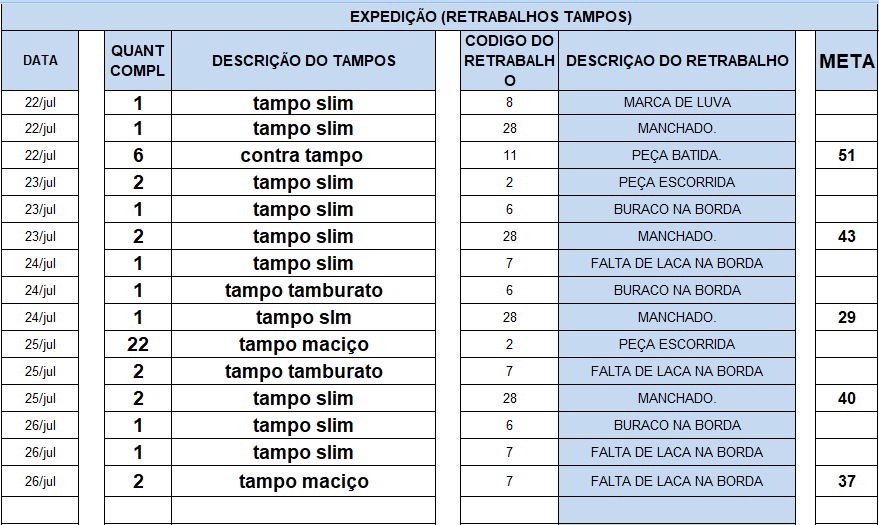 EXPEDIÇÃO (RETRABALHOS TAMPOS)
DATA QUANT COMPL DESCRIÇÃO DO TAMPOS CODIGO DO RETRABALHO DESCRIÇAO DO RETRABALHO META
22/jul 1 tampo slim 8 MARCA DE LUVA
22/jul 1 tampo slim 28 MANCHADO.
22/jul 6 contra tampo 11 PEÇA BATIDA. 51
23/jul 2 tampo slim 2 PEÇA ESCORRIDA
23/jul 1 tampo slim 6 BURACO NA BORDA
23/jul 2 tampo slim 28 MANCHADO. 43
24/jul 1 tampo slim 7 FALTA DE LACA NA BORDA
24/jul 1 tampo tamburato 6 BURACO NA BORDA
24/jul 1 tampo slm 28 MANCHADO. 29
25/jul 22 tampo maciço 2 PEÇA ESCORRIDA
25/jul 2 tampo tamburato 7 FALTA DE LACA NA BORDA
25/jul 2 tampo slim 28 MANCHADO. 40
26/jul 1 tampo slim 6 BURACO NA BORDA
26/jul 1 tampo slim 7 FALTA DE LACA NA BORDA
26/jul 2 tampo maciço 7 FALTA DE LACA NA BORDA 37